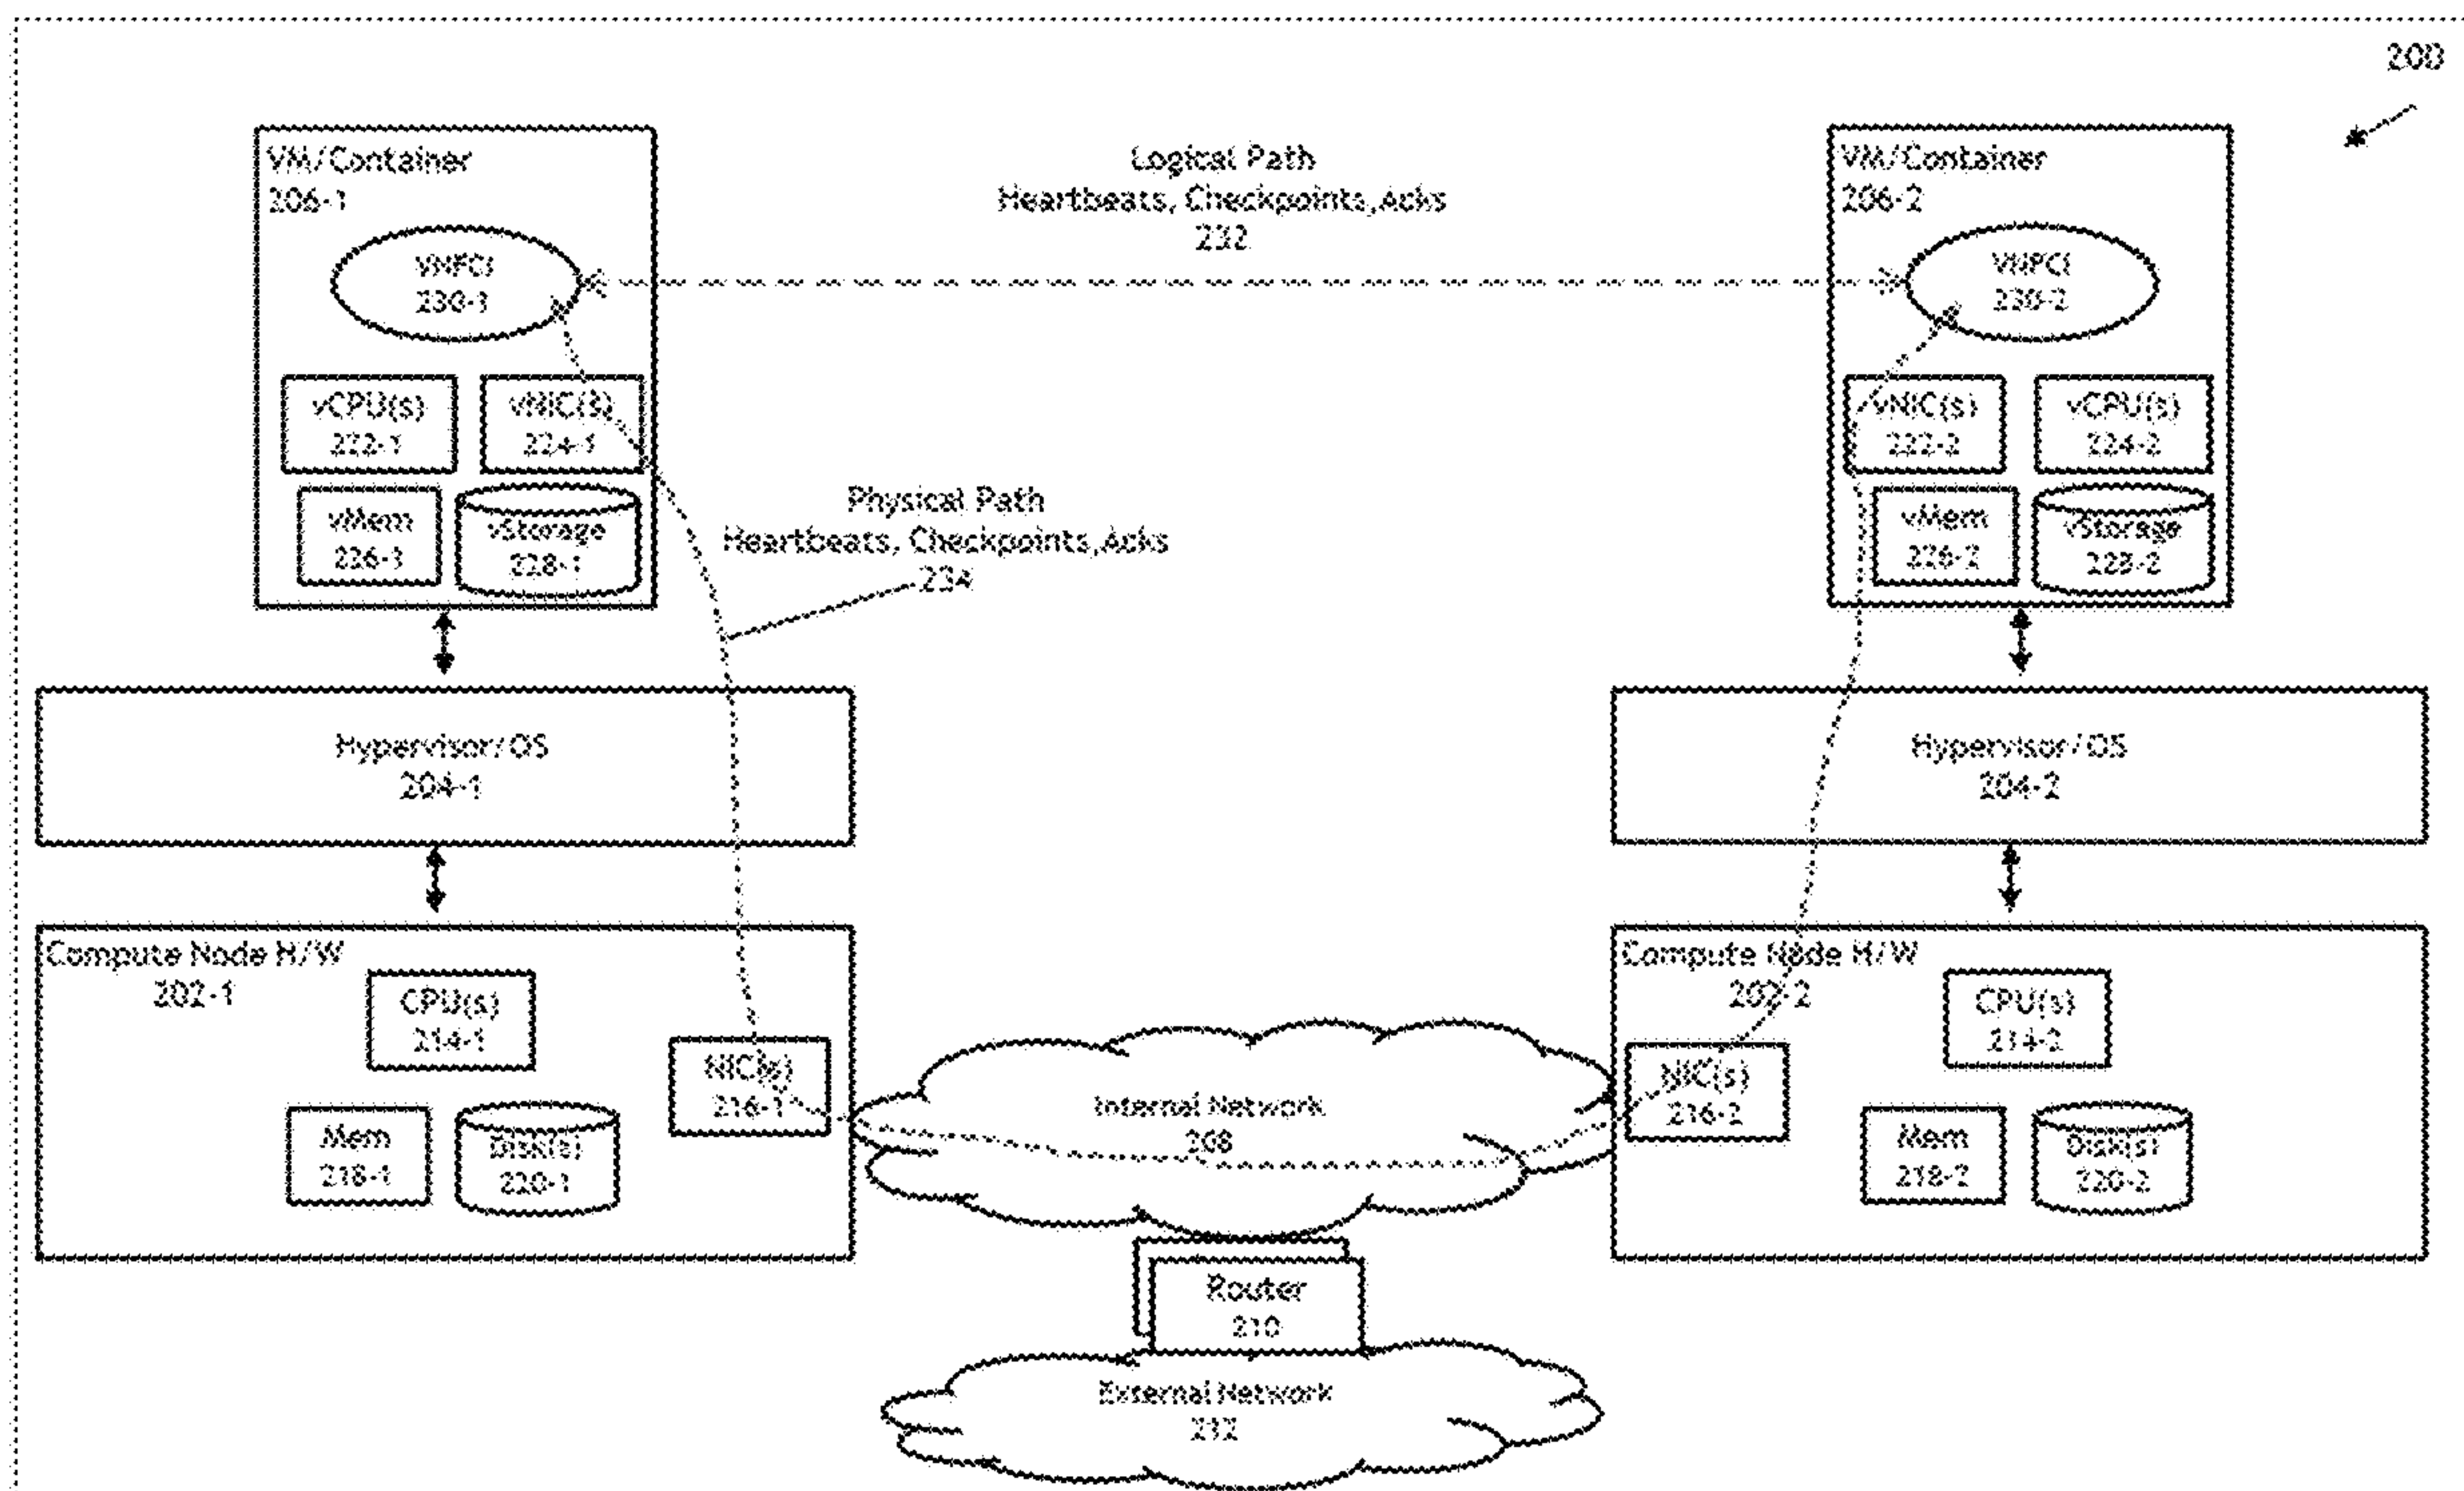 200
VM/Container
206-1
VNFCI
230-1
vCPU(s)
222-1
vNIC(s)
224-1
vMem
226-1
vStorage
228-1
Logical Path
Heartbeats, Checkpoints,Acks
232
Physical Path
Heartbeats, Checkpoints,Acks
234
VM/Container
206-2
VNFCI
230-2
vNIC(s)
222-2
vCPU(s)
224-2
vMem
226-2
vStorage
228-2
Hypervisor/OS
204-1
Hypervisor/OS
204-2
Compute Node H/W
202-1
CPU(s)
214-1
NIC(s)
216-1
Mem
218-1
Disk(s)
220-1
Internal Network
208
Compute Node H/W
202-2
CPU(s)
214-2
NIC(s)
216-2
Mem
218-2
Disk(s)
220-2
Router
210
External Network
212